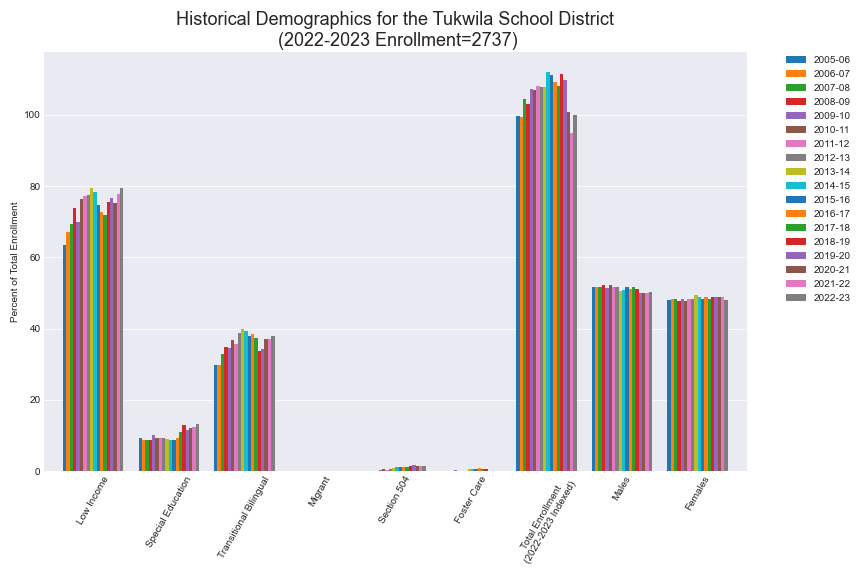 Historical Demographics for the Tukwila School District
(2022-2023 Enrollment=2737)
Percent of Total Enrollment
100
80
60
40
20
0
Low Income
Special Education
Transitional Bilingual
Migrant
Section 504
Foster Care
Total Enrollment
(2022-2023 Indexed)
Males
Females
2005-06
2006-07
2007-08
2008-09
2009-10
2010-11
2011-12
2012-13
2013-14
2014-15
2015-16
2016-17
2017-18
2018-19
2019-20
2020-21
2021-22
2022-23